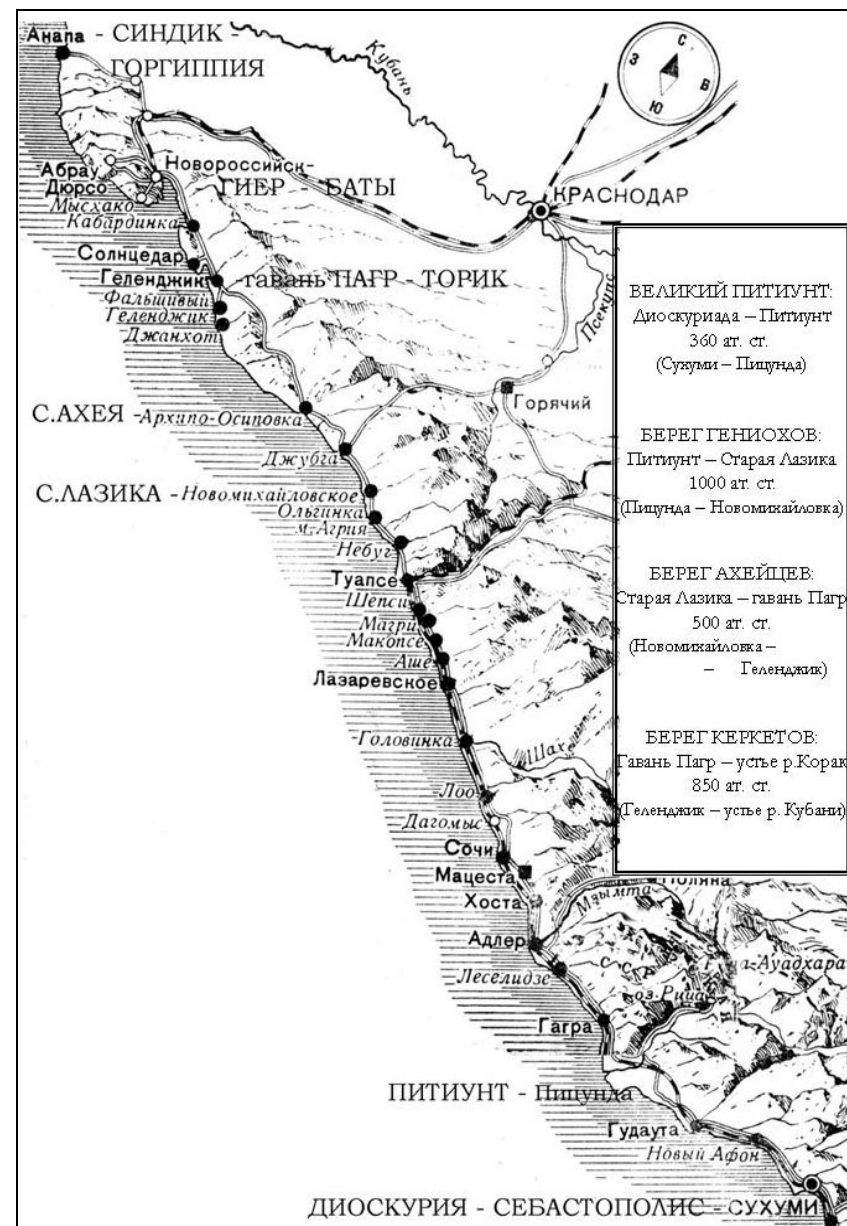 Анапа - СИНДИК -
ГОРГИППИЯ
Кубань
С
З
В
Ю
Абрау
Дюрсо
Новороссийск-
ГИЕР - БАТЫ
КРАСНОДАР
Мысхако
Кабардинка
Солнцедар
Геленджик -гавань ПАГР - ТОРИК
Фальшивый
Геленджик
Джанхот
Псекупс
Горячий
С.АХЕЯ -Архипо-Осиповка
Джубга
С.ЛАЗИКА -Новомихайловское
Ольгинка
м.Агрия
Небуг
Туапсе
Шепси
Магри
Макопсе
Аше
Лазаревское
Головинка
Шах
Лоо
Дагомыс
Сочи
Мацеста
Хоста
Поляна
Мзымта
Адлер
Леселидзе
а-Ауадхара
оз.Рица
Гагра
ПИТИУНТ - Пицунда
Гудаута
Новый Афон
ДИОСКУРИЯ - СЕБАСТОПОЛИС - СУХУМИ
ВЕЛИКИЙ ПИТИУНТ:
Диоскуриада – Питиунт
360 ат. ст.
(Сухуми – Пицунда)
БЕРЕГ ГЕНИОХОВ:
Питиунт – Старая Лазика
1000 ат. ст.
(Пицунда – Новомихайловка)
БЕРЕГ АХЕЙЦЕВ:
Старая Лазика – гавань Пагр
500 ат. ст.
(Новомихайловка –
– Геленджик)
БЕРЕГ КЕРКЕТОВ:
Гавань Пагр – устье р.Корак
850 ат. ст.
(Геленджик – устье р. Кубани)